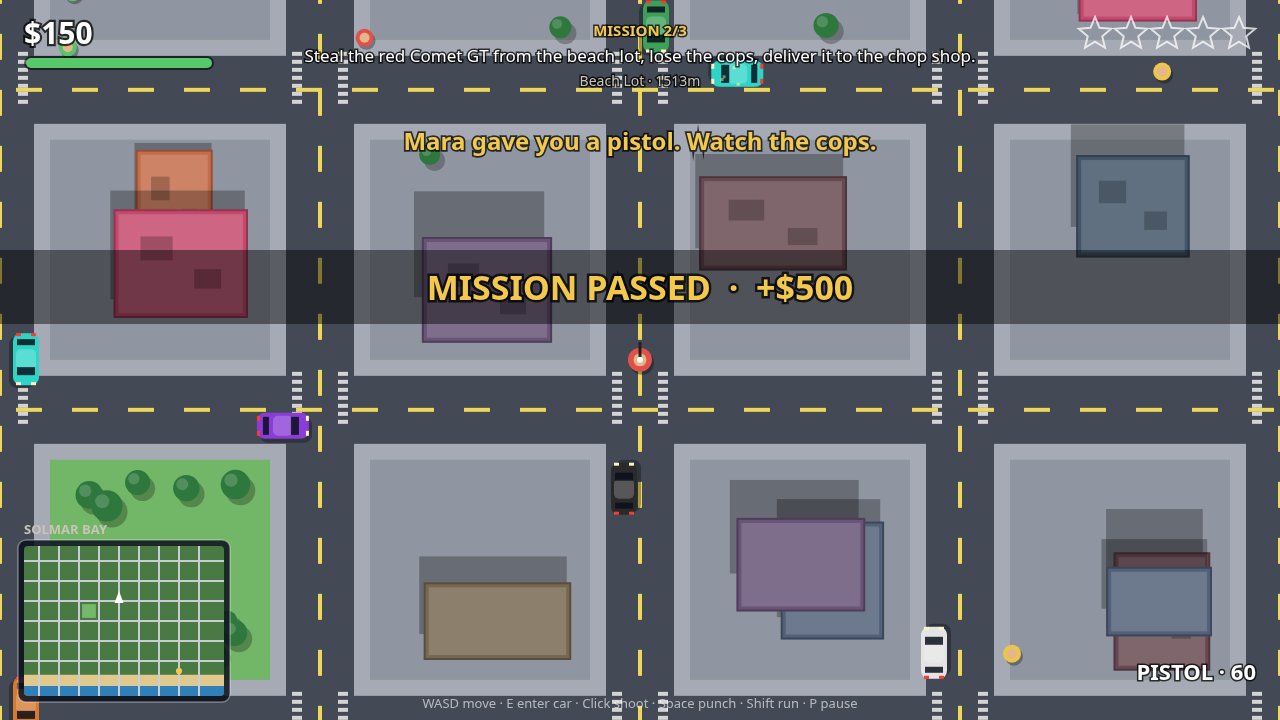 $150
MISSION 2/3
Steal the red Comet GT from the beach lot, lose the cops, deliver it to the chop shop.
Beach Lot · 1513m
Mara gave you a pistol. Watch the cops.
MISSION PASSED · +$500
SOLMAR BAY
PISTOL · 60
WASD move · E enter car · Click shoot · Space punch · Shift run · P pause